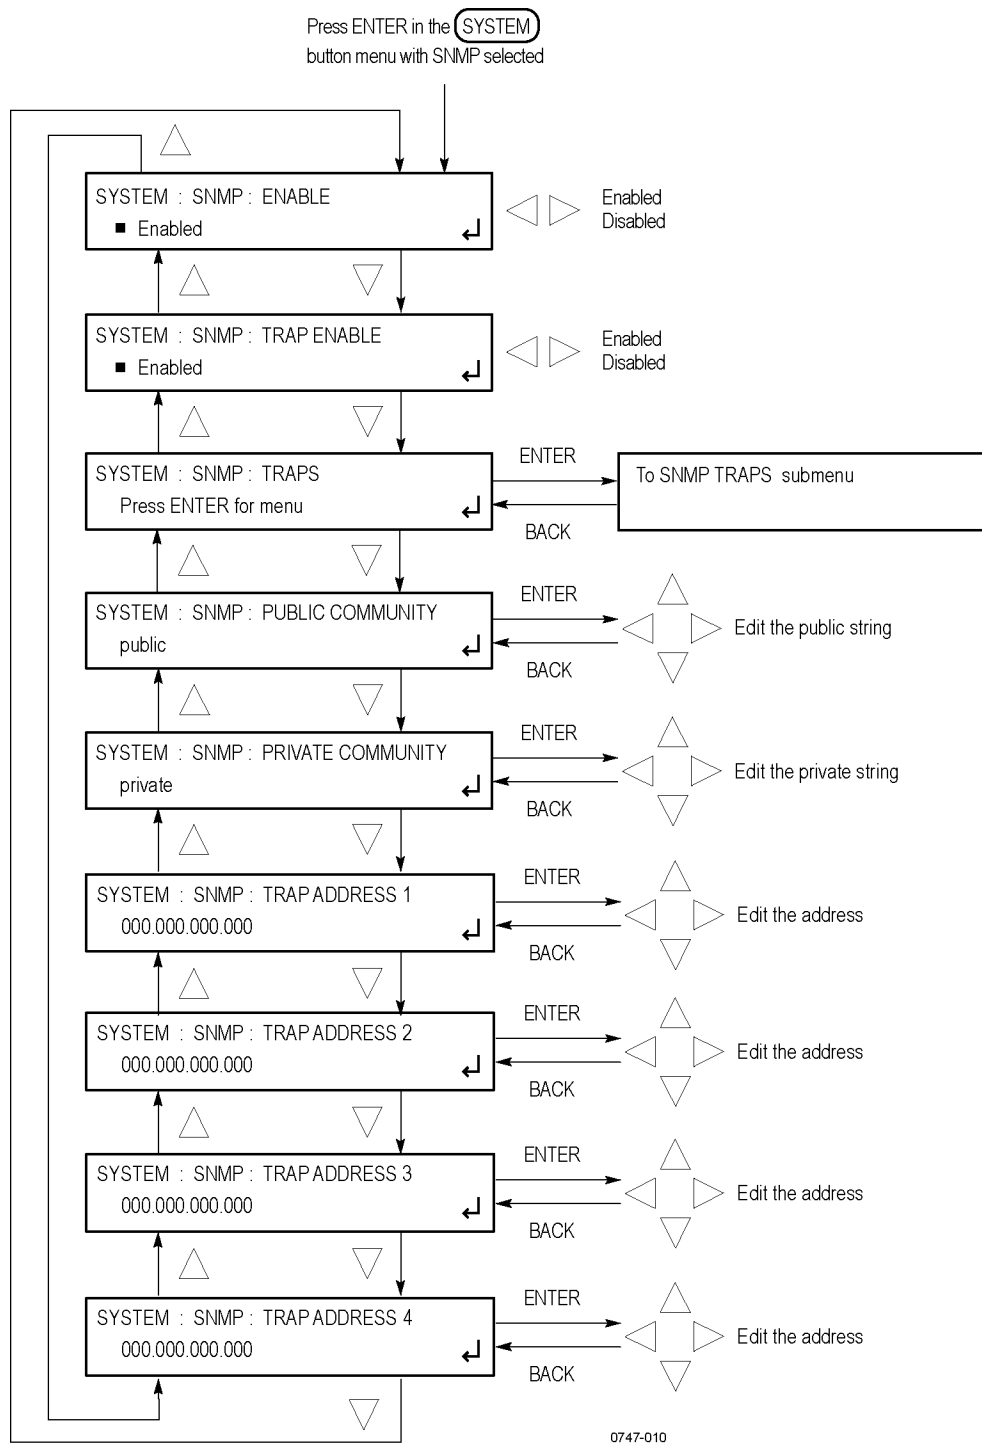 Press ENTER in the SYSTEM
button menu with SNMP selected
SYSTEM : SNMP : ENABLE
■ Enabled
Enabled
Disabled
SYSTEM : SNMP : TRAP ENABLE
■ Enabled
Enabled
Disabled
SYSTEM : SNMP : TRAPS
Press ENTER for menu
ENTER
BACK
To SNMP TRAPS submenu
SYSTEM : SNMP : PUBLIC COMMUNITY
public
ENTER
BACK
Edit the public string
SYSTEM : SNMP : PRIVATE COMMUNITY
private
ENTER
BACK
Edit the private string
SYSTEM : SNMP : TRAP ADDRESS 1
000.000.000.000
ENTER
BACK
Edit the address
SYSTEM : SNMP : TRAP ADDRESS 2
000.000.000.000
ENTER
BACK
Edit the address
SYSTEM : SNMP : TRAP ADDRESS 3
000.000.000.000
ENTER
BACK
Edit the address
SYSTEM : SNMP : TRAP ADDRESS 4
000.000.000.000
ENTER
BACK
Edit the address
0747-010